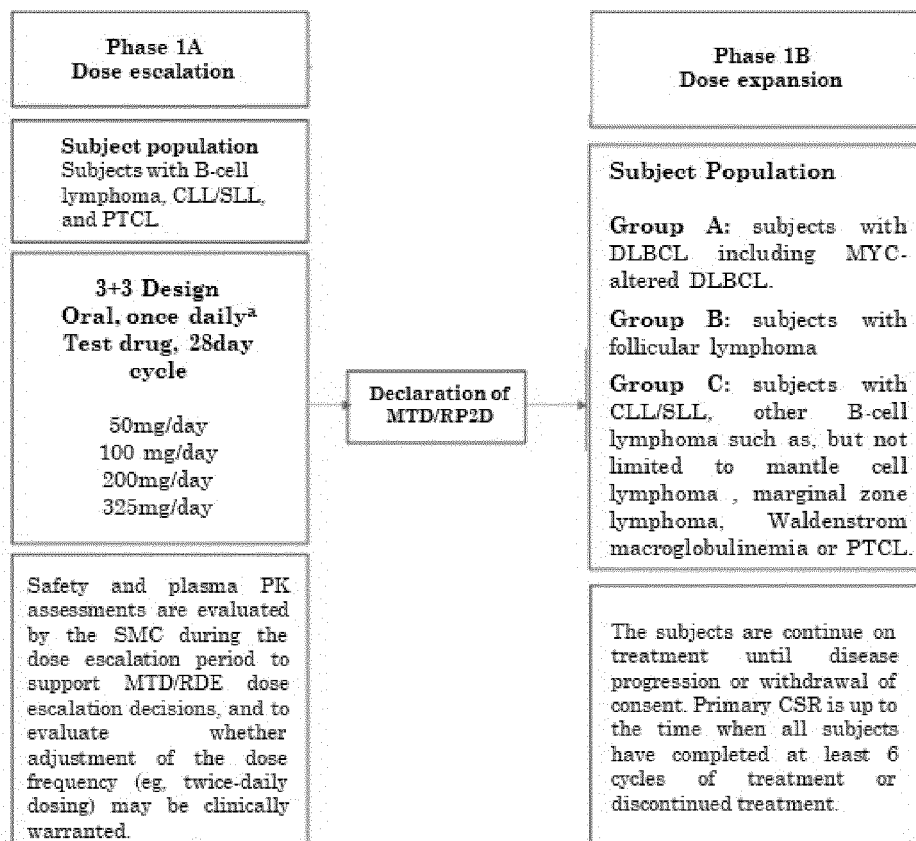 Phase 1A
Dose escalation
Subject population
Subjects with B-cell
lymphoma, CLL/SLL,
and PTCL
3+3 Design
Oral, once dailyª
Test drug, 28day
cycle
50mg/day
100 mg/day
200mg/day
325mg/day
Safety and plasma PK
assessments are evaluated
by the SMC during the
dose escalation period to
support MTD/RDE dose
escalation decisions, and to
evaluate whether
adjustment of the dose
frequency (eg, twice-daily
dosing) may be clinically
warranted.
Declaration of
MTD/RP2D
Phase 1B
Dose expansion
Subject Population
Group A: subjects with
DLBCL including MYC-
altered DLBCL.
Group B: subjects with
follicular lymphoma
Group C: subjects with
CLL/SLL, other B-cell
lymphoma such as, but not
limited to mantle cell
lymphoma , marginal zone
lymphoma, Waldenstrom
macroglobulinemia or PTCL.
The subjects are continue on
treatment until disease
progression or withdrawal of
consent. Primary CSR is up to
the time when all subjects
have completed at least 6
cycles of treatment or
discontinued treatment.